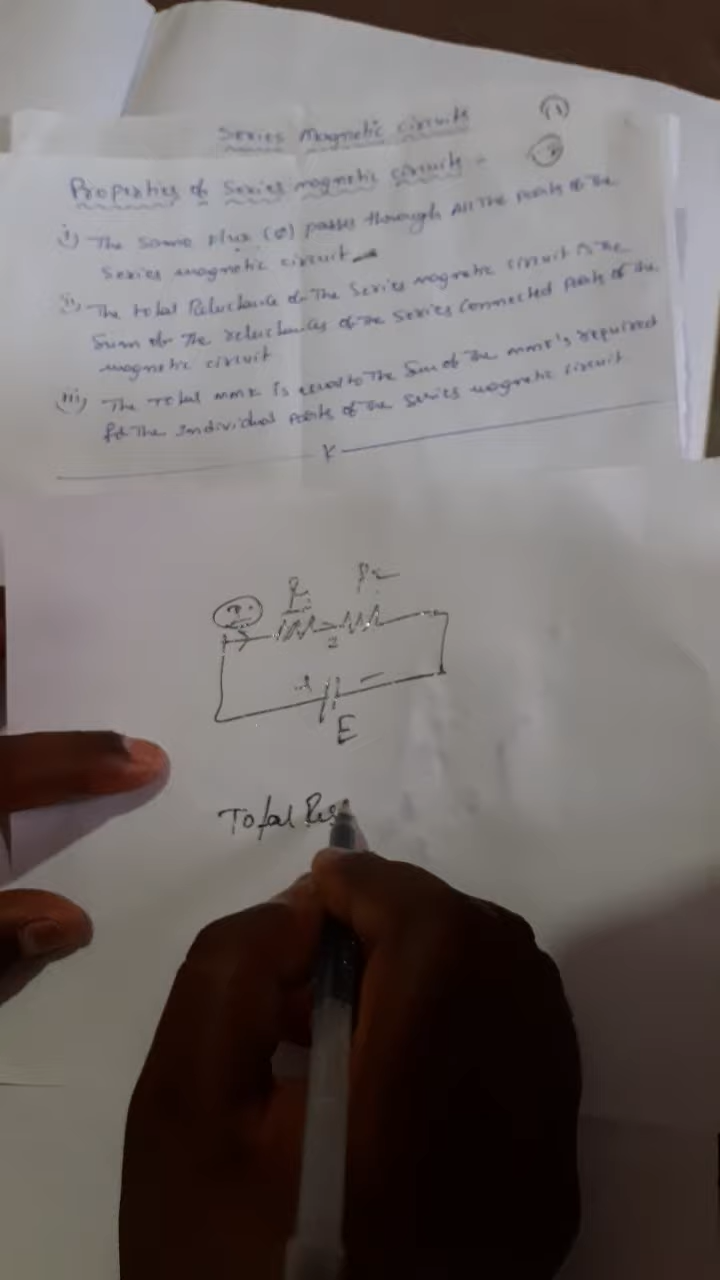 Series Magnetic circuits
Properties of Series magnetic circuits -
i) The same flux (Φ) passes through All The parts of the
Series magnetic circuit
ii) The total Reluctance of The Series magnetic circuit is the
Sum of The reluctances of the series Connected parts of the
magnetic circuit
iii) The total mmf is equal to The Sum of The mmf's required
for The Individual parts of the series magnetic circuit
E
Total Res